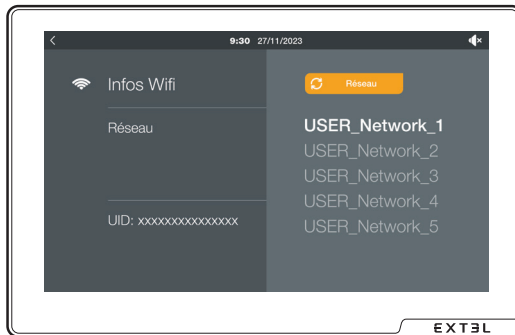 9:30 27/11/2023
Infos Wifi
Réseau
UID: xxxxxxxxxxxxxxx
Réseau
USER_Network_1
USER_Network_2
USER_Network_3
USER_Network_4
USER_Network_5
EXTEL